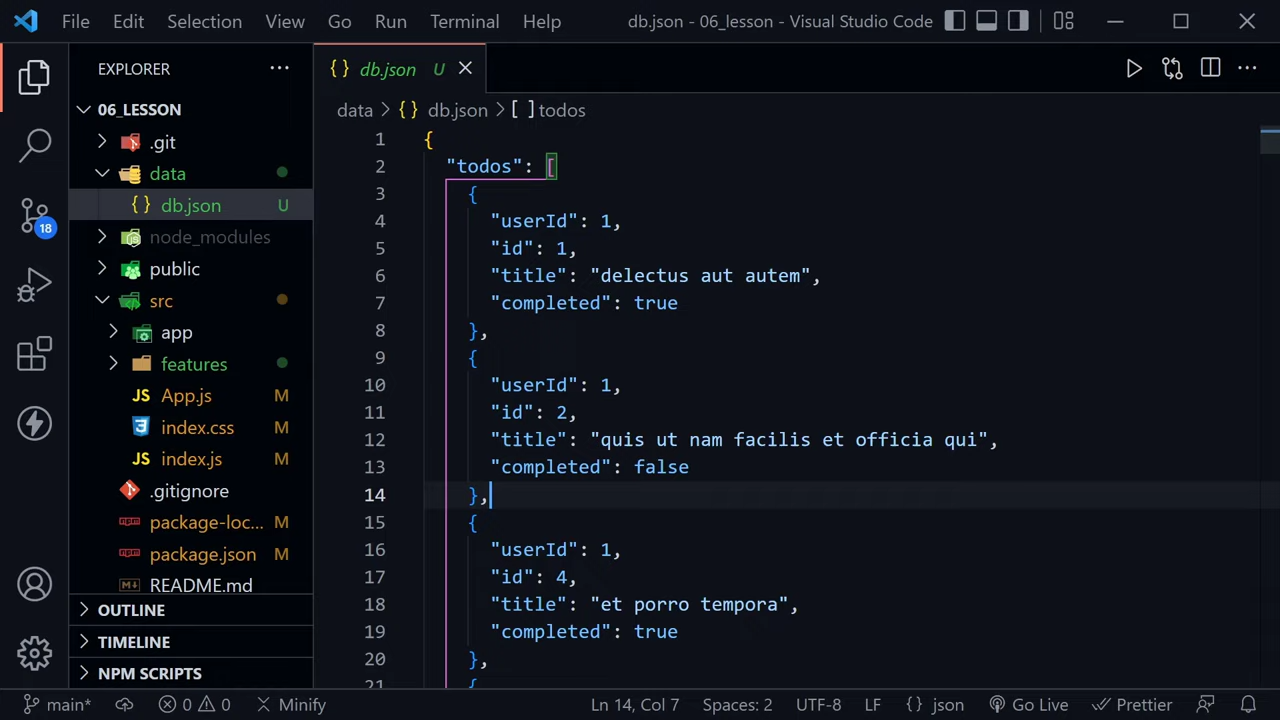 File Edit Selection View Go Run Terminal Help db.json - 06_lesson - Visual Studio Code
EXPLORER ...
06_LESSON
.git
data
{} db.json U
node_modules
public
src
app
features
JS App.js M
index.css M
JS index.js M
.gitignore
package-loc... M
package.json M
README.md
OUTLINE
TIMELINE
NPM SCRIPTS
18
{} db.json U
data > {} db.json > [ ] todos
1 {
2 "todos": [
3 {
4 "userId": 1,
5 "id": 1,
6 "title": "delectus aut autem",
7 "completed": true
8 },
9 {
10 "userId": 1,
11 "id": 2,
12 "title": "quis ut nam facilis et officia qui",
13 "completed": false
14 },
15 {
16 "userId": 1,
17 "id": 4,
18 "title": "et porro tempora",
19 "completed": true
20 },
21 {
main* 0 0 Minify Ln 14, Col 7 Spaces: 2 UTF-8 LF {} json Go Live Prettier